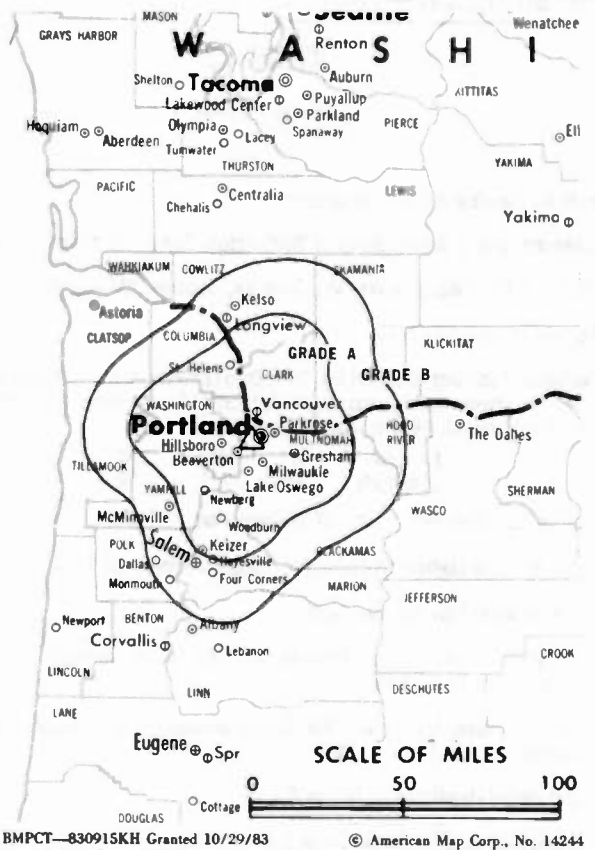 Seattle
MASON
GRAYS HARBOR
W A S H I
Renton
Wenatchee
Shelton
Tacoma
Auburn
KITTITAS
Lakewood Center
Puyallup
Parkland
Hoquiam
Aberdeen
Olympia
Lacey
Spanaway
PIERCE
Ell
Tumwater
THURSTON
YAKIMA
PACIFIC
Centralia
LEWIS
Chehalis
Yakima
WAHKIAKUM
COWLITZ
SKAMANIA
Astoria
Kelso
CLATSOP
COLUMBIA
Longview
KLICKITAT
GRADE A
St. Helens
CLARK
GRADE B
WASHINGTON
Vancouver
Portland
Parkrose
HOOD
RIVER
The Dalles
Hillsboro
MULTNOMAH
Beaverton
Gresham
TILLAMOOK
Milwaukie
Lake Oswego
YAMHILL
Newberg
SHERMAN
McMinnville
WASCO
Woodburn
POLK
Salem
Keizer
CLACKAMAS
Dallas
Hayesville
Monmouth
Four Corners
MARION
JEFFERSON
Newport
BENTON
Albany
Corvallis
Lebanon
CROOK
LINCOLN
LINN
DESCHUTES
LANE
Eugene
Spr
SCALE OF MILES
0 50 100
Cottage
DOUGLAS
BMPCT—830915KH Granted 10/29/83
© American Map Corp., No. 14244